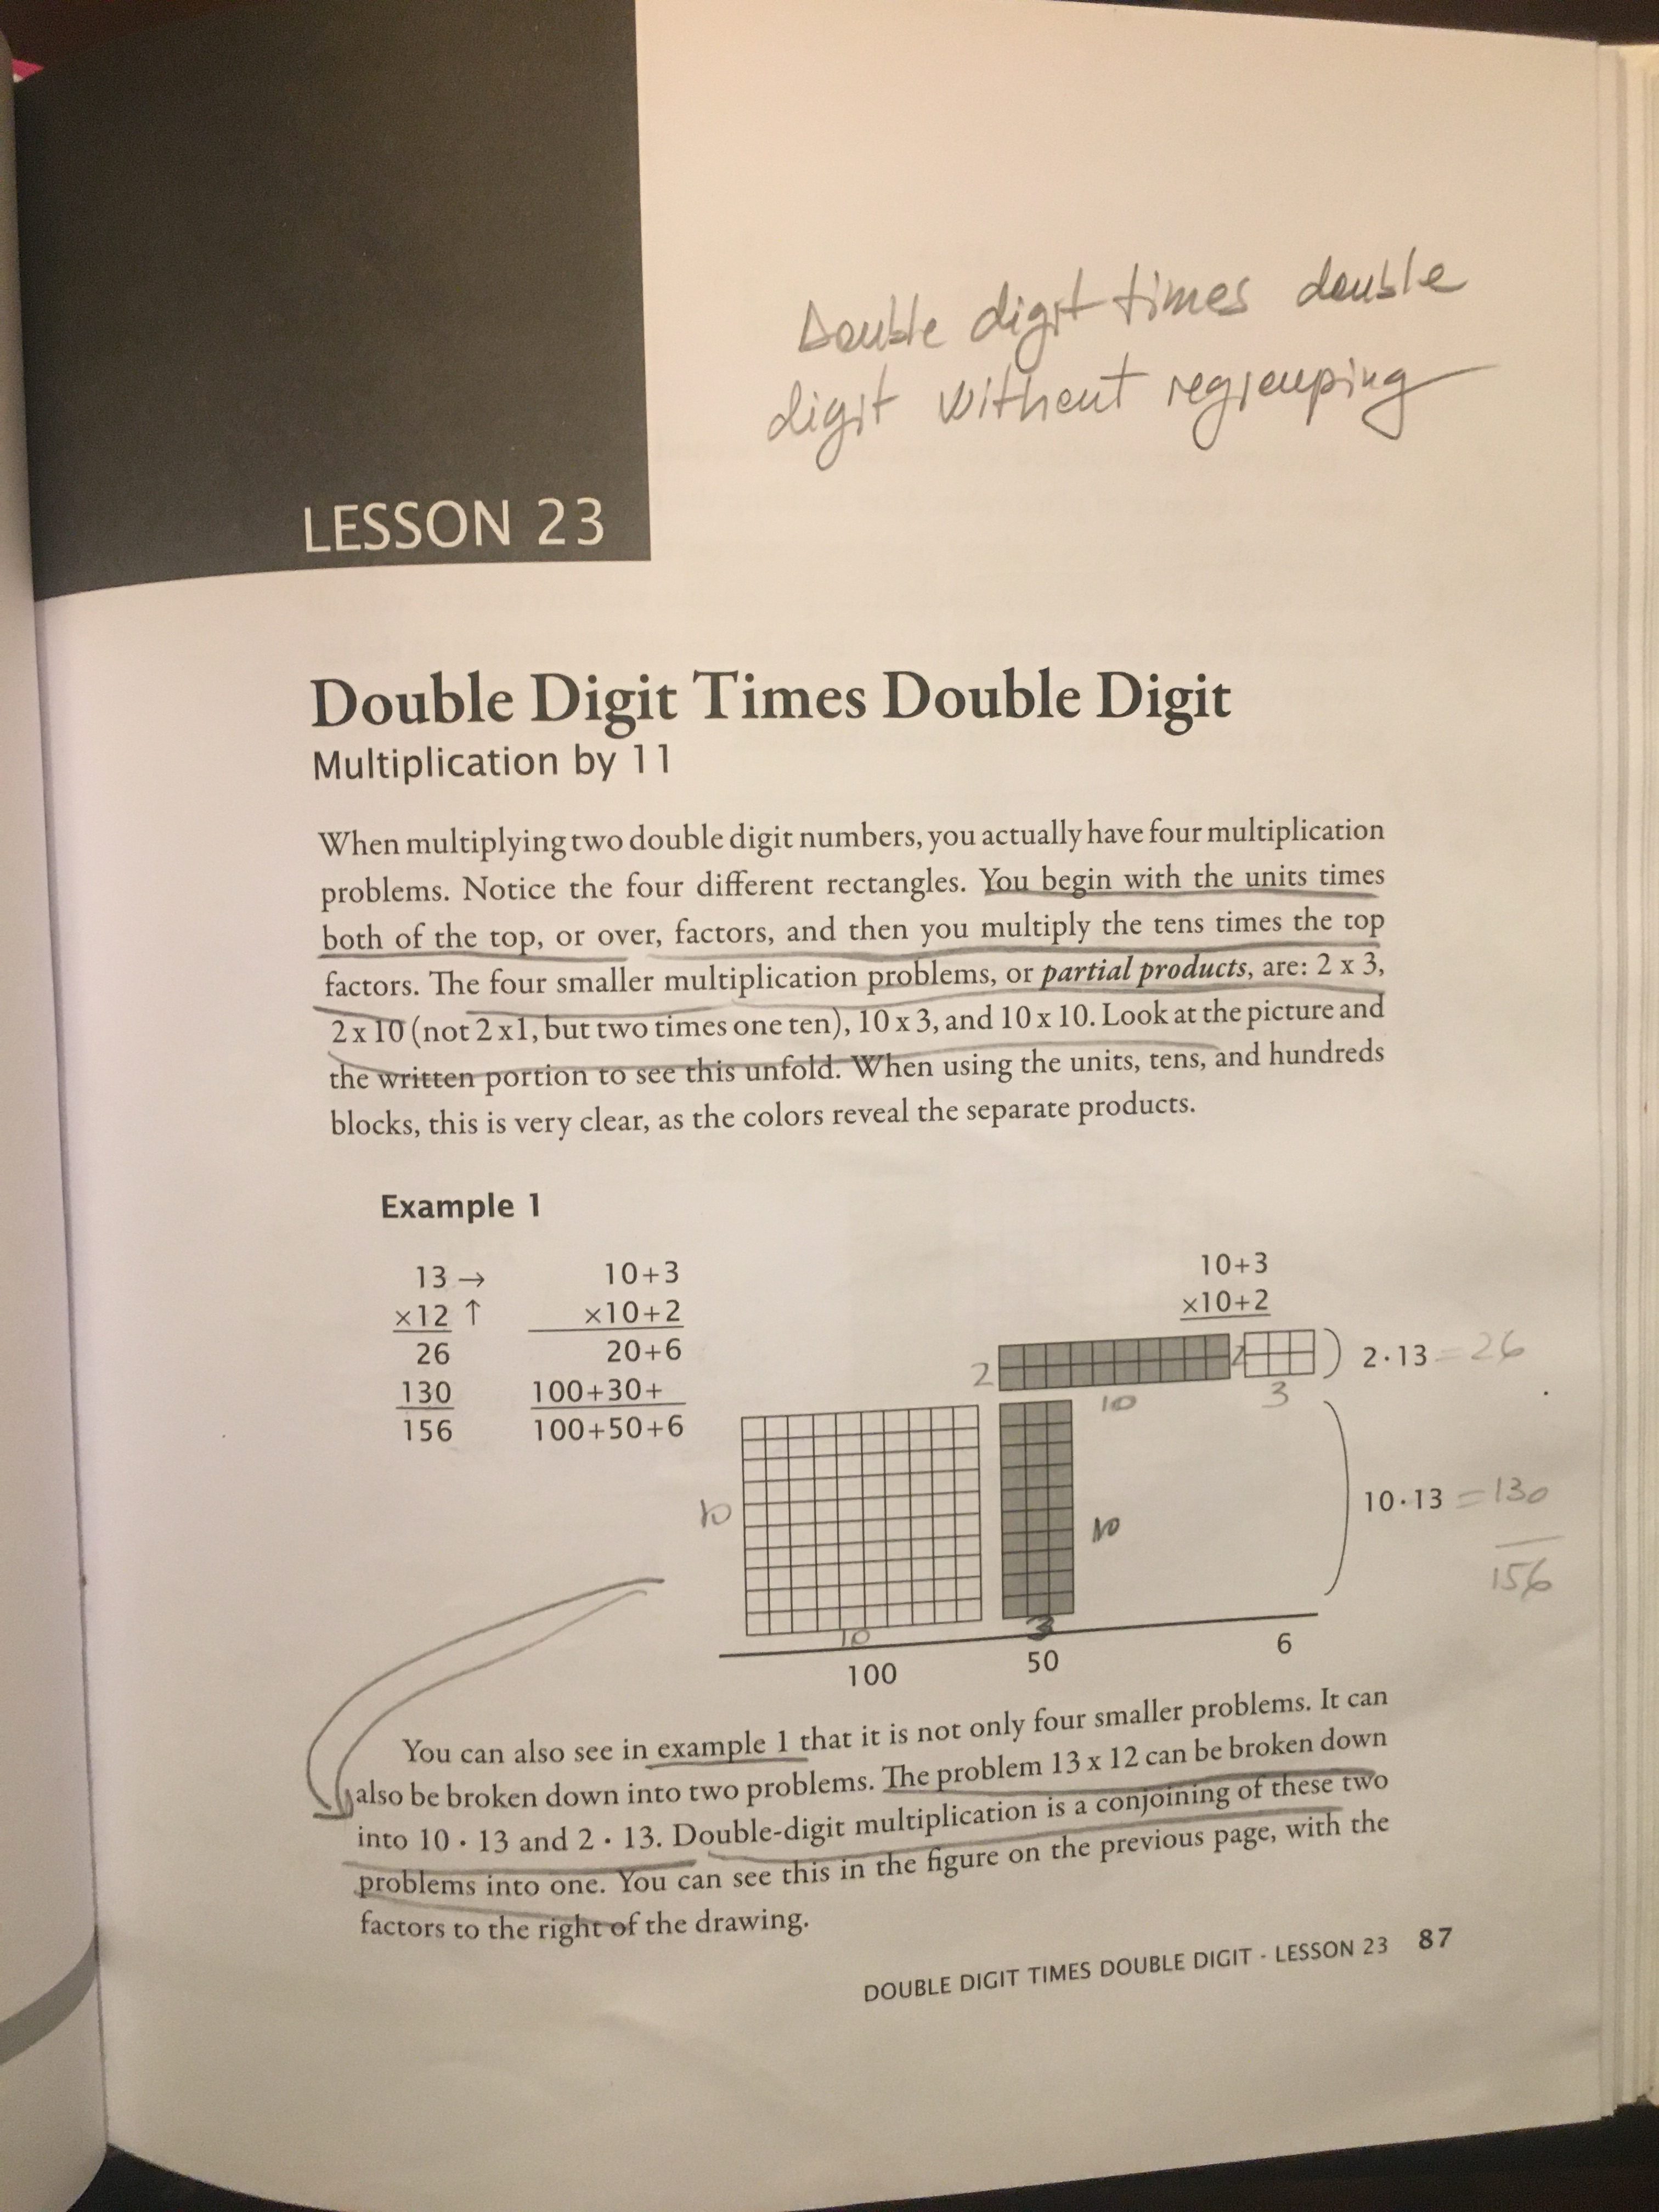 Double digit times double
digit without regrouping
LESSON 23
Double Digit Times Double Digit
Multiplication by 11
When multiplying two double digit numbers, you actually have four multiplication
problems. Notice the four different rectangles. You begin with the units times
both of the top, or over, factors, and then you multiply the tens times the top
factors. The four smaller multiplication problems, or partial products, are: 2 x 3,
2 x 10 (not 2 x1, but two times one ten), 10 x 3, and 10 x 10. Look at the picture and
the written portion to see this unfold. When using the units, tens, and hundreds
blocks, this is very clear, as the colors reveal the separate products.
Example 1
13 → 10+3
×12 ↑ ×10+2
26 20+6
130 100+30+
156 100+50+6
10+3
×10+2
2 2 2·13 = 26
10 3
10 10 10·13 = 130
156
10 3
100 50 6
You can also see in example 1 that it is not only four smaller problems. It can
also be broken down into two problems. The problem 13 x 12 can be broken down
into 10 · 13 and 2 · 13. Double-digit multiplication is a conjoining of these two
problems into one. You can see this in the figure on the previous page, with the
factors to the right of the drawing.
DOUBLE DIGIT TIMES DOUBLE DIGIT - LESSON 23 87